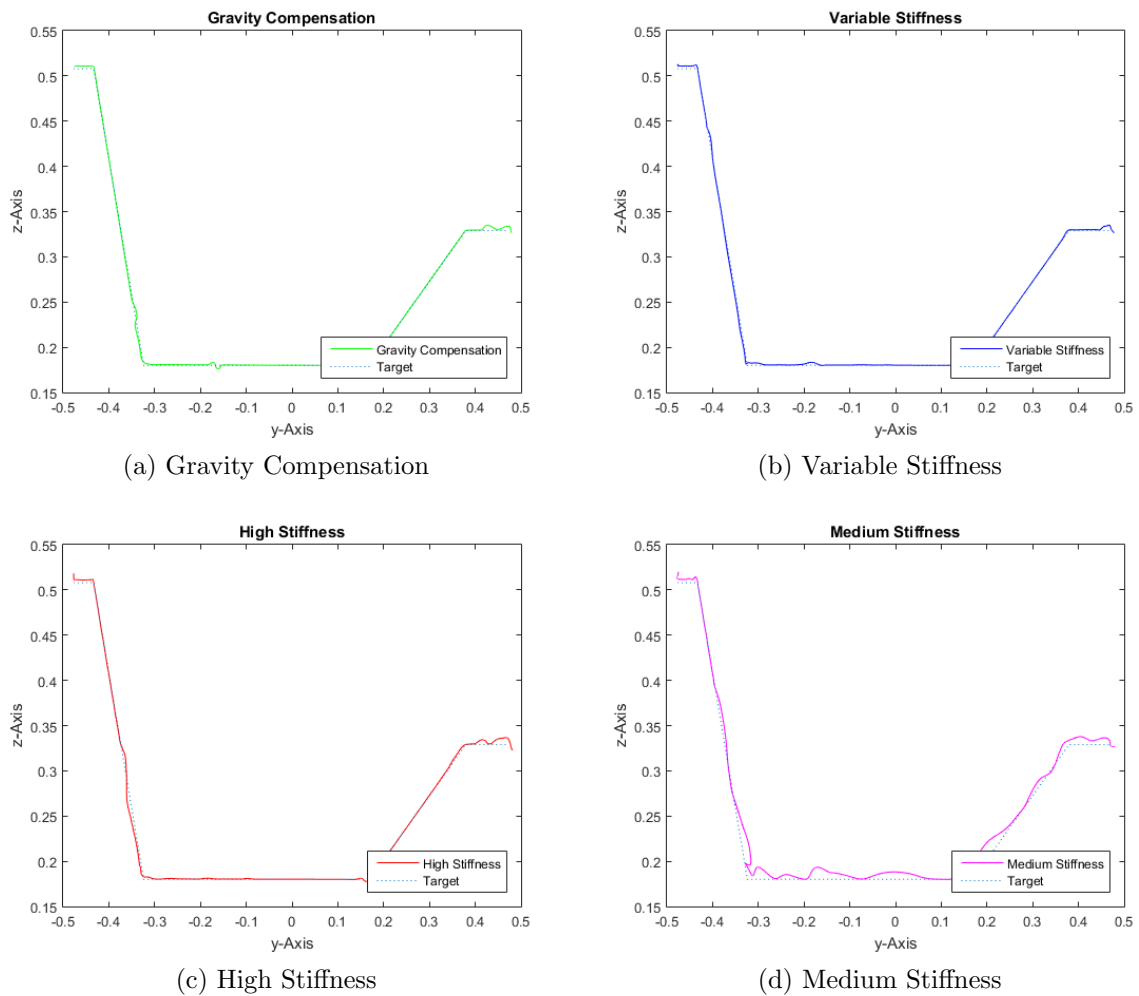 Gravity Compensation
0.55
0.5
0.45
0.4
0.35
0.3
0.25
0.2
0.15
z-Axis
-0.5 -0.4 -0.3 -0.2 -0.1 0 0.1 0.2 0.3 0.4 0.5
y-Axis
Gravity Compensation
Target
(a) Gravity Compensation
Variable Stiffness
0.55
0.5
0.45
0.4
0.35
0.3
0.25
0.2
0.15
z-Axis
-0.5 -0.4 -0.3 -0.2 -0.1 0 0.1 0.2 0.3 0.4 0.5
y-Axis
Variable Stiffness
Target
(b) Variable Stiffness
High Stiffness
0.55
0.5
0.45
0.4
0.35
0.3
0.25
0.2
0.15
z-Axis
-0.5 -0.4 -0.3 -0.2 -0.1 0 0.1 0.2 0.3 0.4 0.5
y-Axis
High Stiffness
Target
(c) High Stiffness
Medium Stiffness
0.55
0.5
0.45
0.4
0.35
0.3
0.25
0.2
0.15
z-Axis
-0.5 -0.4 -0.3 -0.2 -0.1 0 0.1 0.2 0.3 0.4 0.5
y-Axis
Medium Stiffness
Target
(d) Medium Stiffness